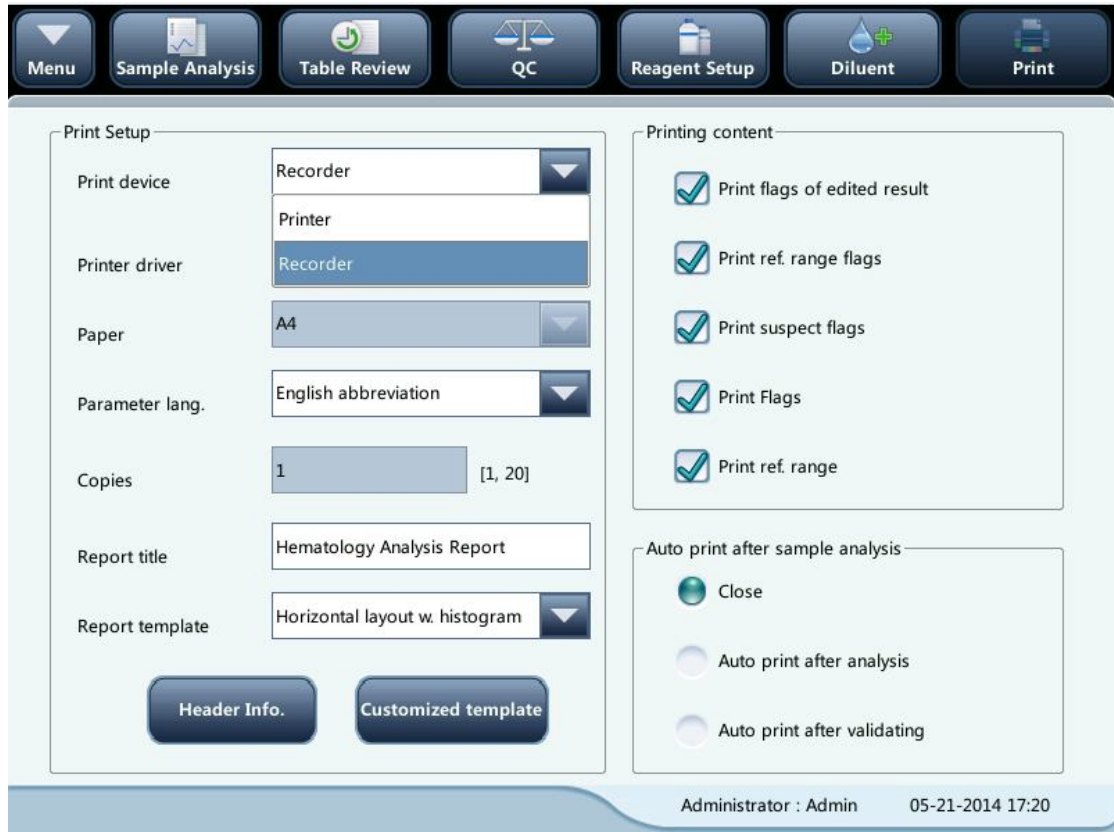 Menu
Sample Analysis
Table Review
QC
Reagent Setup
Diluent
Print
Print Setup
Print device
Recorder
Printer
Recorder
Printer driver
Paper
A4
Parameter lang.
English abbreviation
Copies
1
[1, 20]
Report title
Hematology Analysis Report
Report template
Horizontal layout w. histogram
Header Info.
Customized template
Printing content
Print flags of edited result
Print ref. range flags
Print suspect flags
Print Flags
Print ref. range
Auto print after sample analysis
Close
Auto print after analysis
Auto print after validating
Administrator : Admin
05-21-2014 17:20